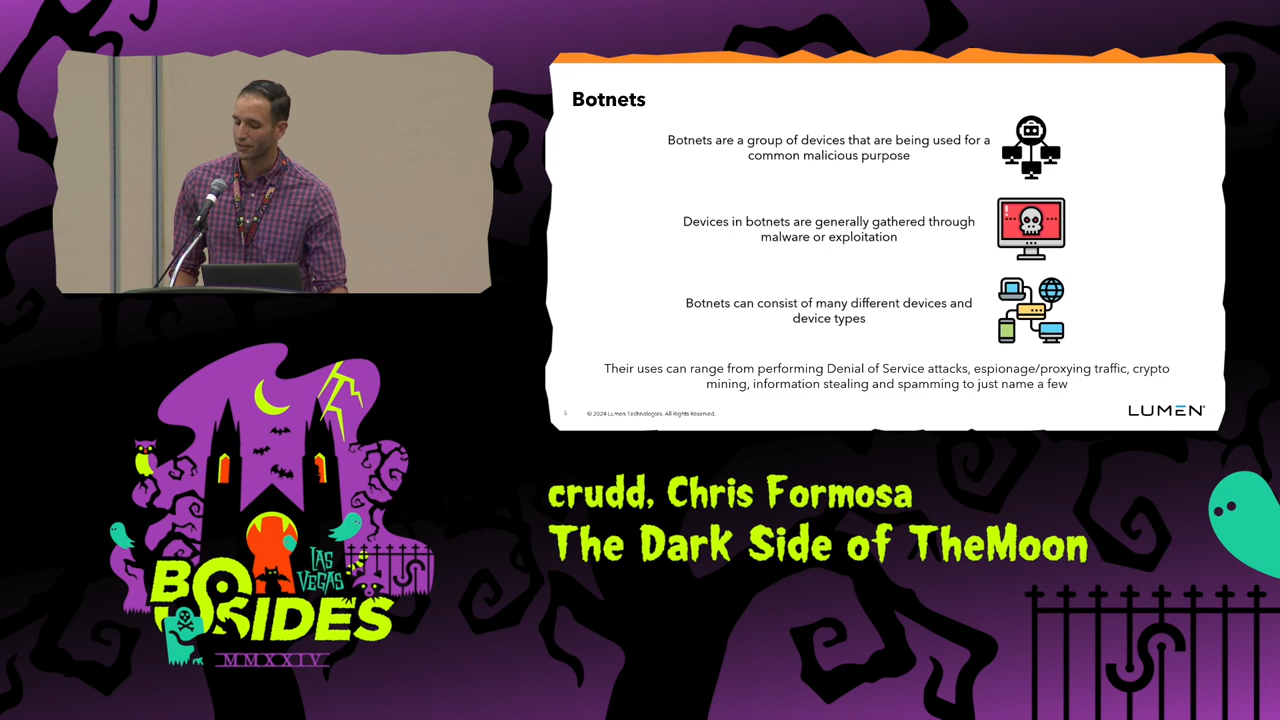 Botnets
Botnets are a group of devices that are being used for a
common malicious purpose
Devices in botnets are generally gathered through
malware or exploitation
Botnets can consist of many different devices and
device types
Their uses can range from performing Denial of Service attacks, espionage/proxying traffic, crypto
mining, information stealing and spamming to just name a few
5 © 2024 Lumen Technologies. All Rights Reserved.
LUMEN®
crudd, Chris Formosa
The Dark Side of TheMoon
LAS
VEGAS
BSIDES
MMXXIV